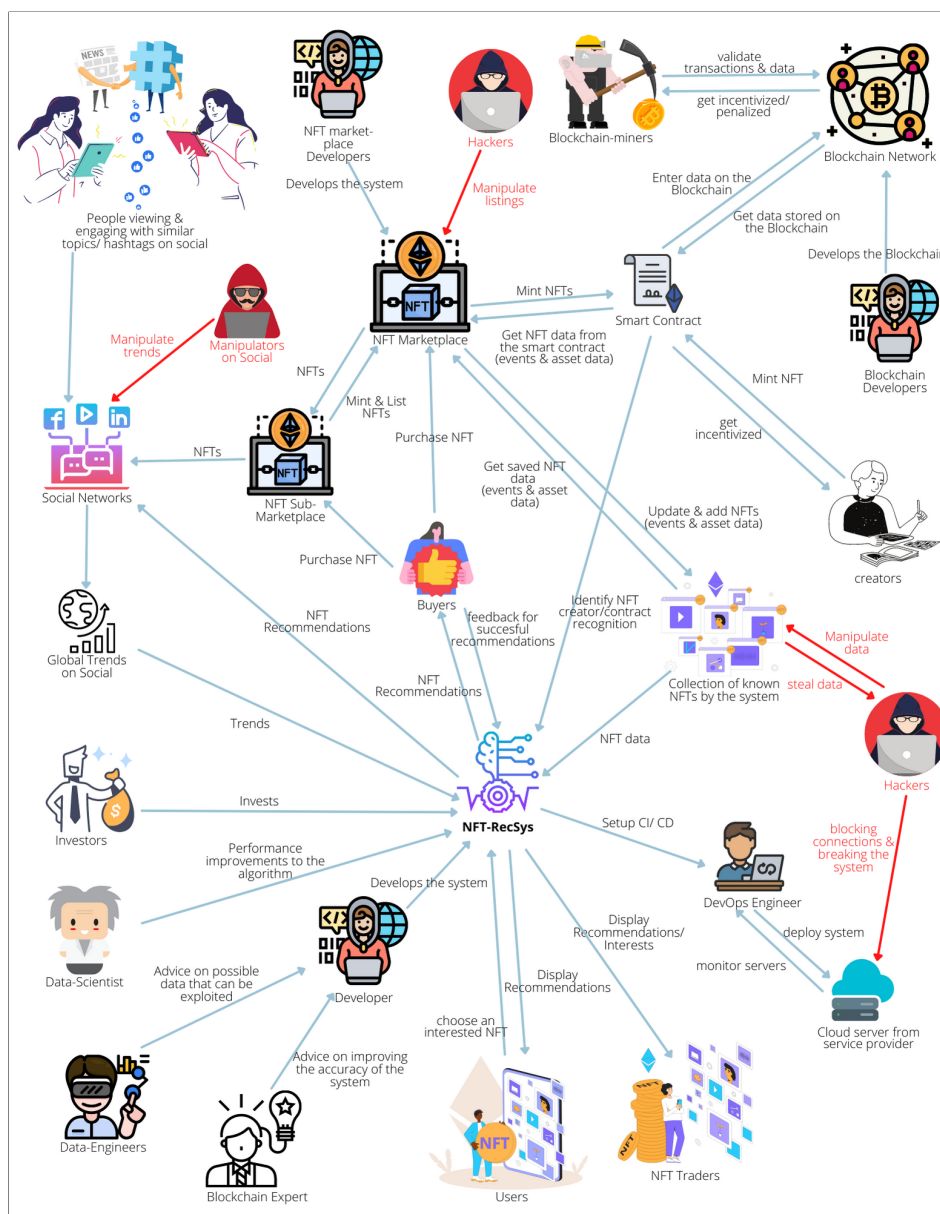 NEWS
NFT market-
place
Developers
Develops the system
Hackers
Manipulate
listings
Blockchain-miners
validate
transactions & data
get incentivized/
penalized
Blockchain Network
Enter data on the
Blockchain
Get data stored on
the Blockchain
Develops the Blockchain
People viewing &
engaging with similar
topics/ hashtags on social
Manipulate
trends
Manipulators
on Social
NFT
NFT Marketplace
Mint NFTs
Get NFT data from
the smart contract
(events & asset data)
Smart Contract
Blockchain
Developers
NFTs
Mint & List
NFTs
Purchase NFT
Mint NFT
get
incentivized
NFTs
Social Networks
NFT
NFT Sub-
Marketplace
Get saved NFT
data
(events & asset
data)
Update & add NFTs
(events & asset data)
creators
Purchase NFT
Buyers
NFT
Recommendations
feedback for
succesful
recommendations
Identify NFT
creator/contract
recognition
Global Trends
on Social
NFT
Recommendations
Collection of known
NFTs by the system
Manipulate
data
steal data
Trends
NFT data
Hackers
Invests
Investors
NFT-RecSys
Setup CI/ CD
blocking
connections &
breaking the
system
Performance
improvements to the
algorithm
Develops the system
DevOps Engineer
Data-Scientist
Display
Recommendations/
Interests
deploy system
monitor servers
Advice on possible
data that can be
exploited
Developer
Display
Recommendations
Cloud server from
service provider
choose an
interested NFT
Advice on improving
the accuracy of the
system
Data-Engineers
Blockchain Expert
NFT
Users
NFT
NFT
NFT Traders